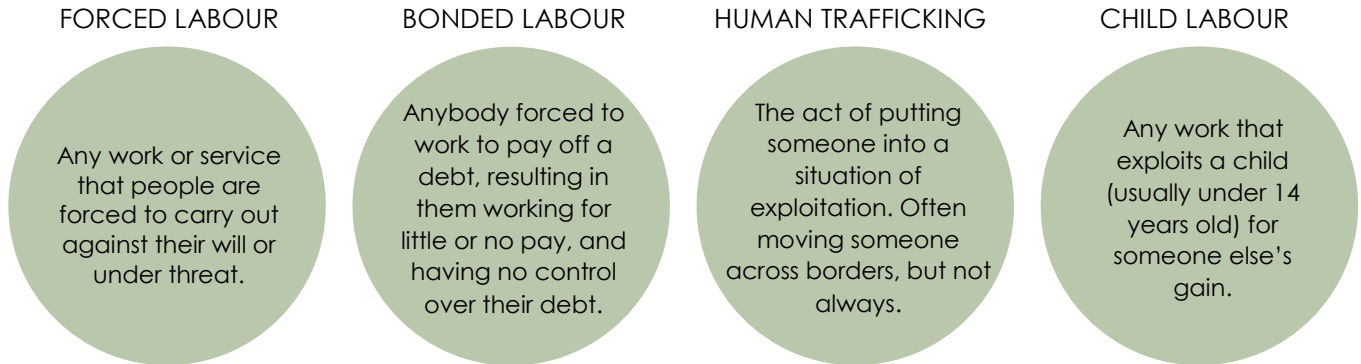 FORCED LABOUR
Any work or service
that people are
forced to carry out
against their will or
under threat.
BONDED LABOUR
Anybody forced to
work to pay off a
debt, resulting in
them working for
little or no pay, and
having no control
over their debt.
HUMAN TRAFFICKING
The act of putting
someone into a
situation of
exploitation. Often
moving someone
across borders, but not
always.
CHILD LABOUR
Any work that
exploits a child
(usually under 14
years old) for
someone else’s
gain.